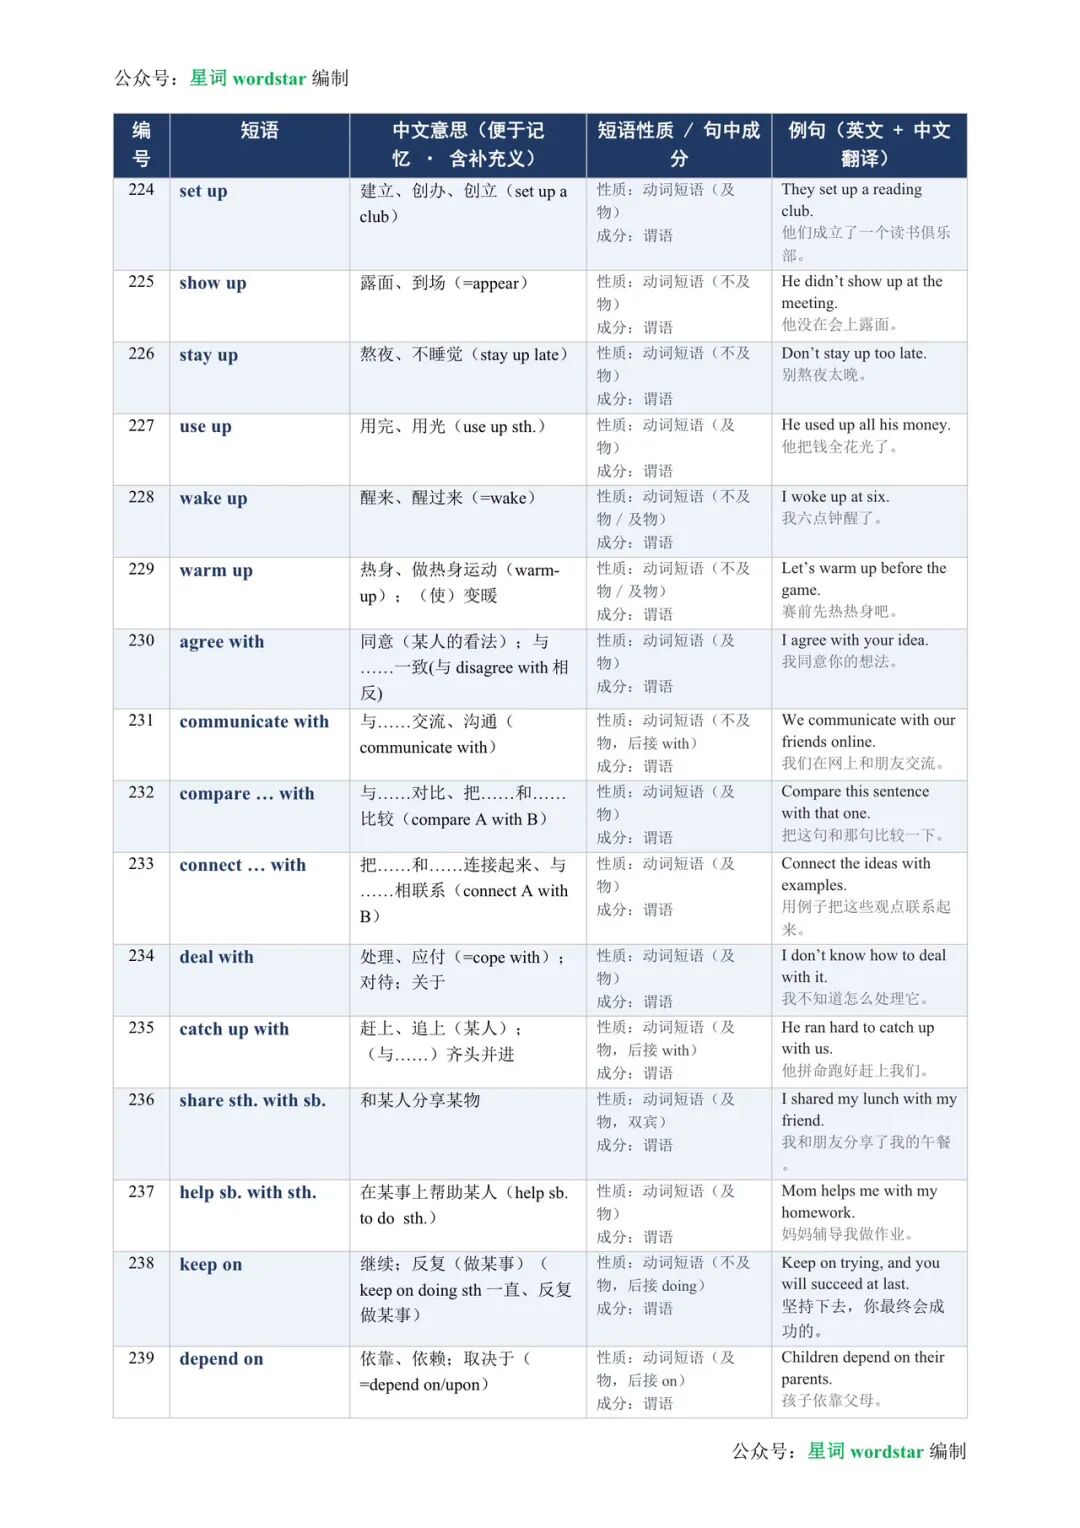 公众号：星词 wordstar 编制
编号 短语 中文意思（便于记忆 · 含补充义） 短语性质 / 句中成分 例句（英文 + 中文翻译）
224
set up
建立、创办、创立（set up a
club）
性质：动词短语（及
物）
成分：谓语
They set up a reading
club.
他们成立了一个读书俱乐
部。
225
show up
露面、到场（=appear）
性质：动词短语（不及
物）
成分：谓语
He didn’t show up at the
meeting.
他没在会上露面。
226
stay up
熬夜、不睡觉（stay up late）
性质：动词短语（不及
物）
成分：谓语
Don’t stay up too late.
别熬夜太晚。
227
use up
用完、用光（use up sth.）
性质：动词短语（及
物）
成分：谓语
He used up all his money.
他把钱全花光了。
228
wake up
醒来、醒过来（=wake）
性质：动词短语（不及
物 / 及物）
成分：谓语
I woke up at six.
我六点钟醒了。
229
warm up
热身、做热身运动（warm-
up）；（使）变暖
性质：动词短语（不及
物 / 及物）
成分：谓语
Let’s warm up before the
game.
赛前先热热身吧。
230
agree with
同意（某人的看法）；与
……一致(与 disagree with 相
反)
性质：动词短语（及
物）
成分：谓语
I agree with your idea.
我同意你的想法。
231
communicate with
与……交流、沟通（
communicate with）
性质：动词短语（不及
物，后接 with）
成分：谓语
We communicate with our
friends online.
我们在网上和朋友交流。
232
compare … with
与……对比、把……和……
比较（compare A with B）
性质：动词短语（及
物）
成分：谓语
Compare this sentence
with that one.
把这句和那句比较一下。
233
connect … with
把……和……连接起来、与
……相联系（connect A with
B）
性质：动词短语（及
物）
成分：谓语
Connect the ideas with
examples.
用例子把这些观点联系起
来。
234
deal with
处理、应付（=cope with）；
对待；关于
性质：动词短语（及
物）
成分：谓语
I don’t know how to deal
with it.
我不知道怎么处理它。
235
catch up with
赶上、追上（某人）；
（与……）齐头并进
性质：动词短语（及
物，后接 with）
成分：谓语
He ran hard to catch up
with us.
他拼命跑好赶上我们。
236
share sth. with sb.
和某人分享某物
性质：动词短语（及
物，双宾）
成分：谓语
I shared my lunch with my
friend.
我和朋友分享了我的午餐
。
237
help sb. with sth.
在某事上帮助某人（help sb.
to do sth.）
性质：动词短语（及
物）
成分：谓语
Mom helps me with my
homework.
妈妈辅导我做作业。
238
keep on
继续；反复（做某事）（
keep on doing sth 一直、反复
做某事）
性质：动词短语（不及
物，后接 doing）
成分：谓语
Keep on trying, and you
will succeed at last.
坚持下去，你最终会成
功的。
239
depend on
依靠、依赖；取决于（
=depend on/upon）
性质：动词短语（及
物，后接 on）
成分：谓语
Children depend on their
parents.
孩子依靠父母。
公众号：星词 wordstar 编制